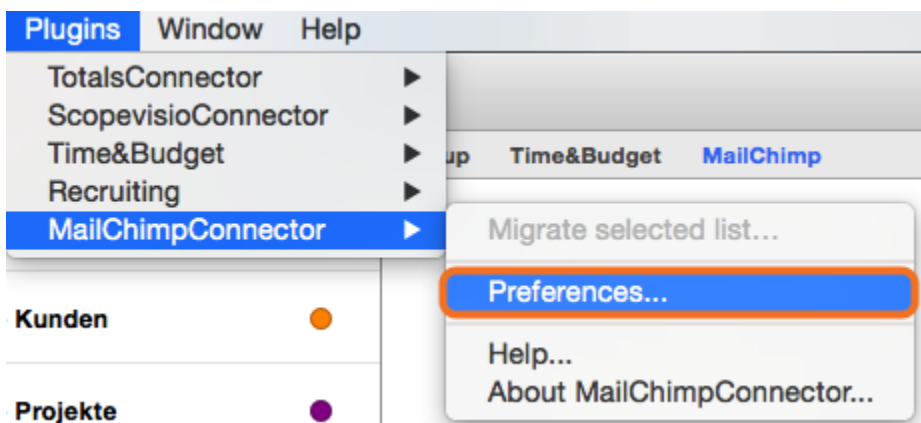 Plugins Window Help
TotalsConnector
ScopevisioConnector
Time&Budget
Recruiting
MailChimpConnector
up Time&Budget MailChimp
Migrate selected list...
Preferences...
Help...
About MailChimpConnector...
Kunden
Projekte